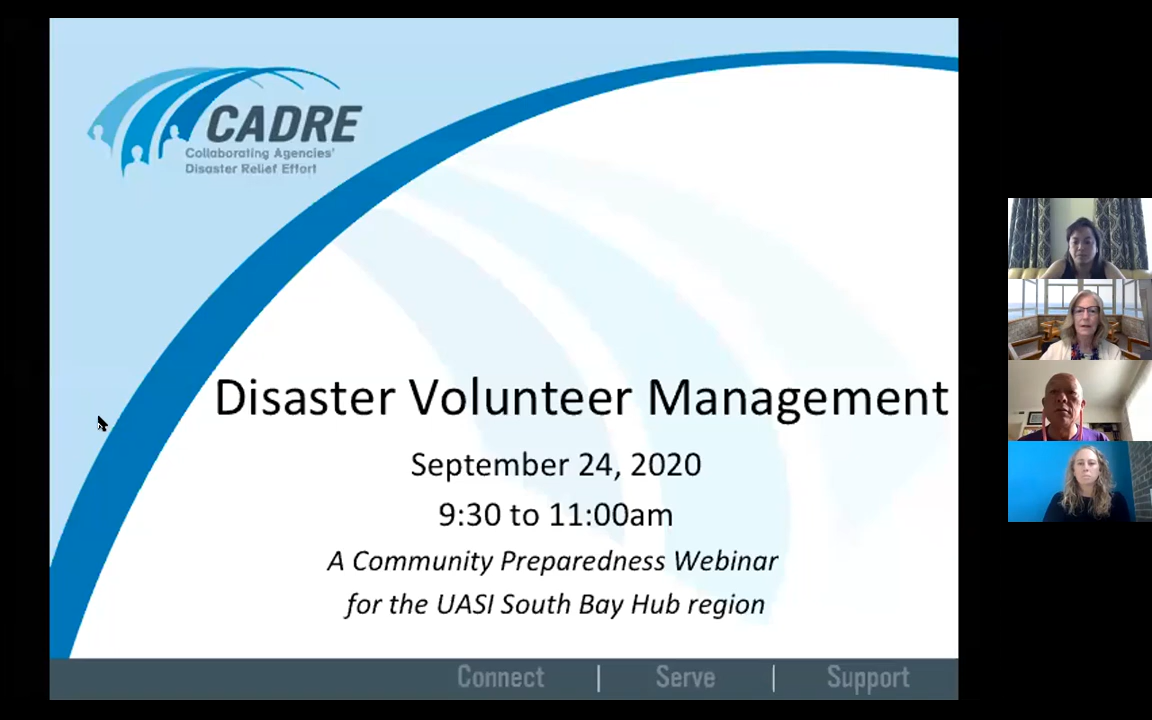 CADRE
Collaborating Agencies'
Disaster Relief Effort
Disaster Volunteer Management
September 24, 2020
9:30 to 11:00am
A Community Preparedness Webinar
for the UASI South Bay Hub region
Connect | Serve | Support